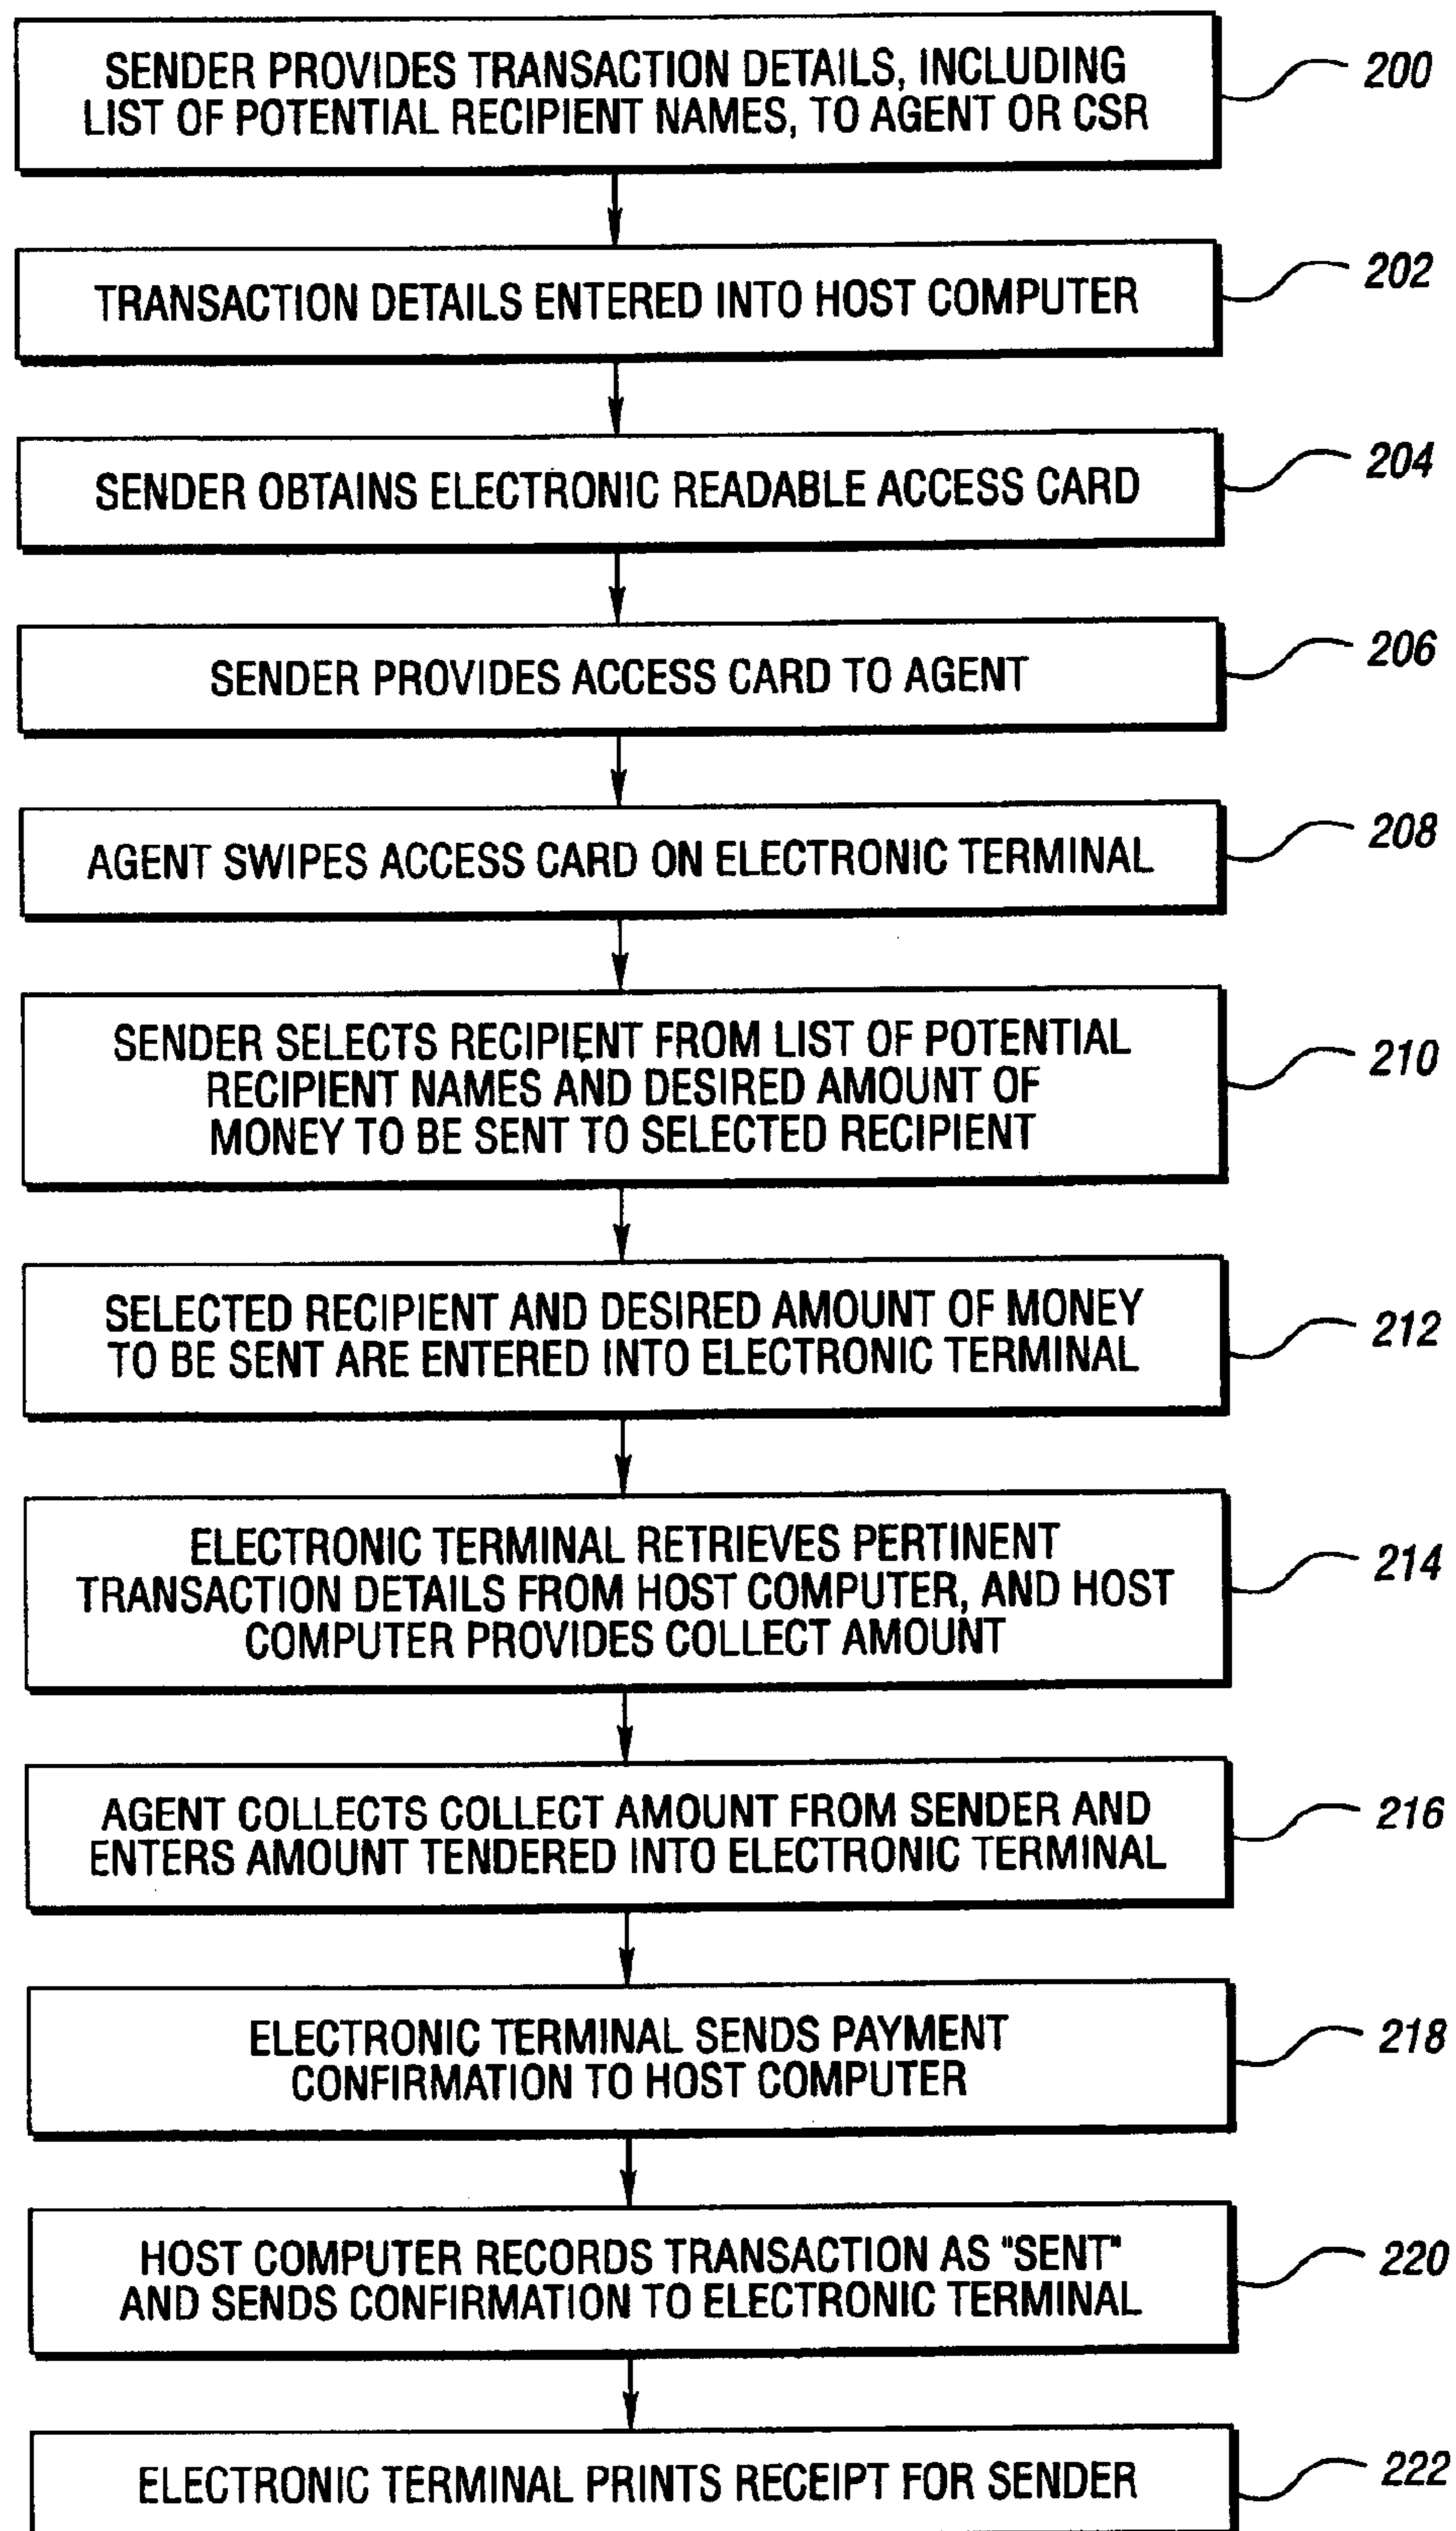 SENDER PROVIDES TRANSACTION DETAILS, INCLUDING
LIST OF POTENTIAL RECIPIENT NAMES, TO AGENT OR CSR
200
TRANSACTION DETAILS ENTERED INTO HOST COMPUTER
202
SENDER OBTAINS ELECTRONIC READABLE ACCESS CARD
204
SENDER PROVIDES ACCESS CARD TO AGENT
206
AGENT SWIPES ACCESS CARD ON ELECTRONIC TERMINAL
208
SENDER SELECTS RECIPIENT FROM LIST OF POTENTIAL
RECIPIENT NAMES AND DESIRED AMOUNT OF
MONEY TO BE SENT TO SELECTED RECIPIENT
210
SELECTED RECIPIENT AND DESIRED AMOUNT OF MONEY
TO BE SENT ARE ENTERED INTO ELECTRONIC TERMINAL
212
ELECTRONIC TERMINAL RETRIEVES PERTINENT
TRANSACTION DETAILS FROM HOST COMPUTER, AND HOST
COMPUTER PROVIDES COLLECT AMOUNT
214
AGENT COLLECTS COLLECT AMOUNT FROM SENDER AND
ENTERS AMOUNT TENDERED INTO ELECTRONIC TERMINAL
216
ELECTRONIC TERMINAL SENDS PAYMENT
CONFIRMATION TO HOST COMPUTER
218
HOST COMPUTER RECORDS TRANSACTION AS "SENT"
AND SENDS CONFIRMATION TO ELECTRONIC TERMINAL
220
ELECTRONIC TERMINAL PRINTS RECEIPT FOR SENDER
222